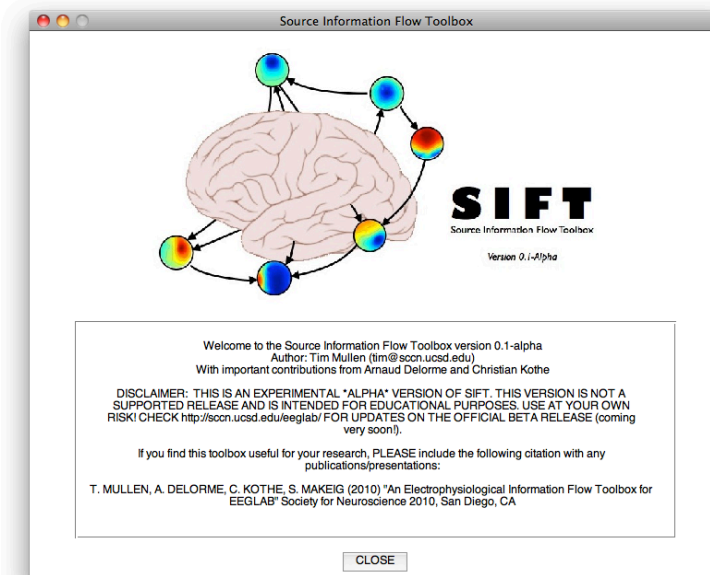 Source Information Flow Toolbox
SIFT
Source Information Flow Toolbox
Version 0.1-Alpha
Welcome to the Source Information Flow Toolbox version 0.1-alpha
Author: Tim Mullen (tim@sccn.ucsd.edu)
With important contributions from Arnaud Delorme and Christian Kothe
DISCLAIMER: THIS IS AN EXPERIMENTAL *ALPHA* VERSION OF SIFT. THIS VERSION IS NOT A
SUPPORTED RELEASE AND IS INTENDED FOR EDUCATIONAL PURPOSES. USE AT YOUR OWN
RISK! CHECK http://sccn.ucsd.edu/eeglab/ FOR UPDATES ON THE OFFICIAL BETA RELEASE (coming
very soon!).
If you find this toolbox useful for your research, PLEASE include the following citation with any
publications/presentations:
T. MULLEN, A. DELORME, C. KOTHE, S. MAKEIG (2010) "An Electrophysiological Information Flow Toolbox for
EEGLAB" Society for Neuroscience 2010, San Diego, CA
CLOSE